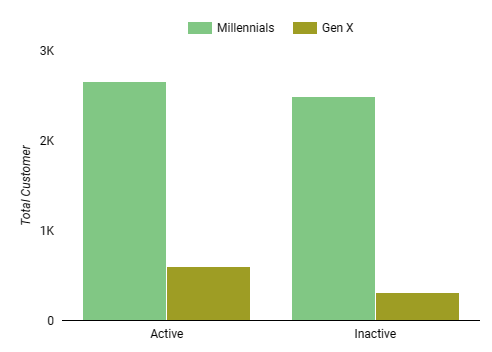 Millennials Gen X
3K
2K
1K
0
Total Customer
Active Inactive